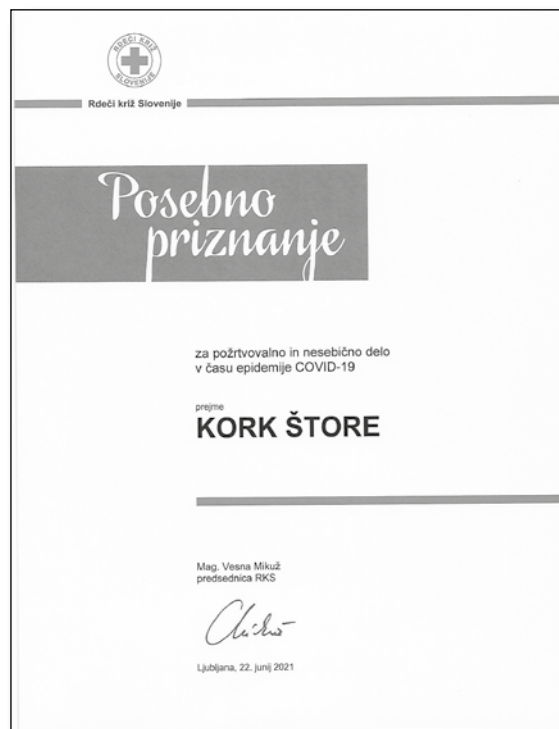 RDEČI KRIŽ
SLOVENIJE
Rdeči križ Slovenije
Posebno
priznanje
za požrtvovalno in nesebično delo
v času epidemije COVID-19
prejme
KORK ŠTORE
Mag. Vesna Mikuž
predsednica RKS
Ljubljana, 22. junij 2021